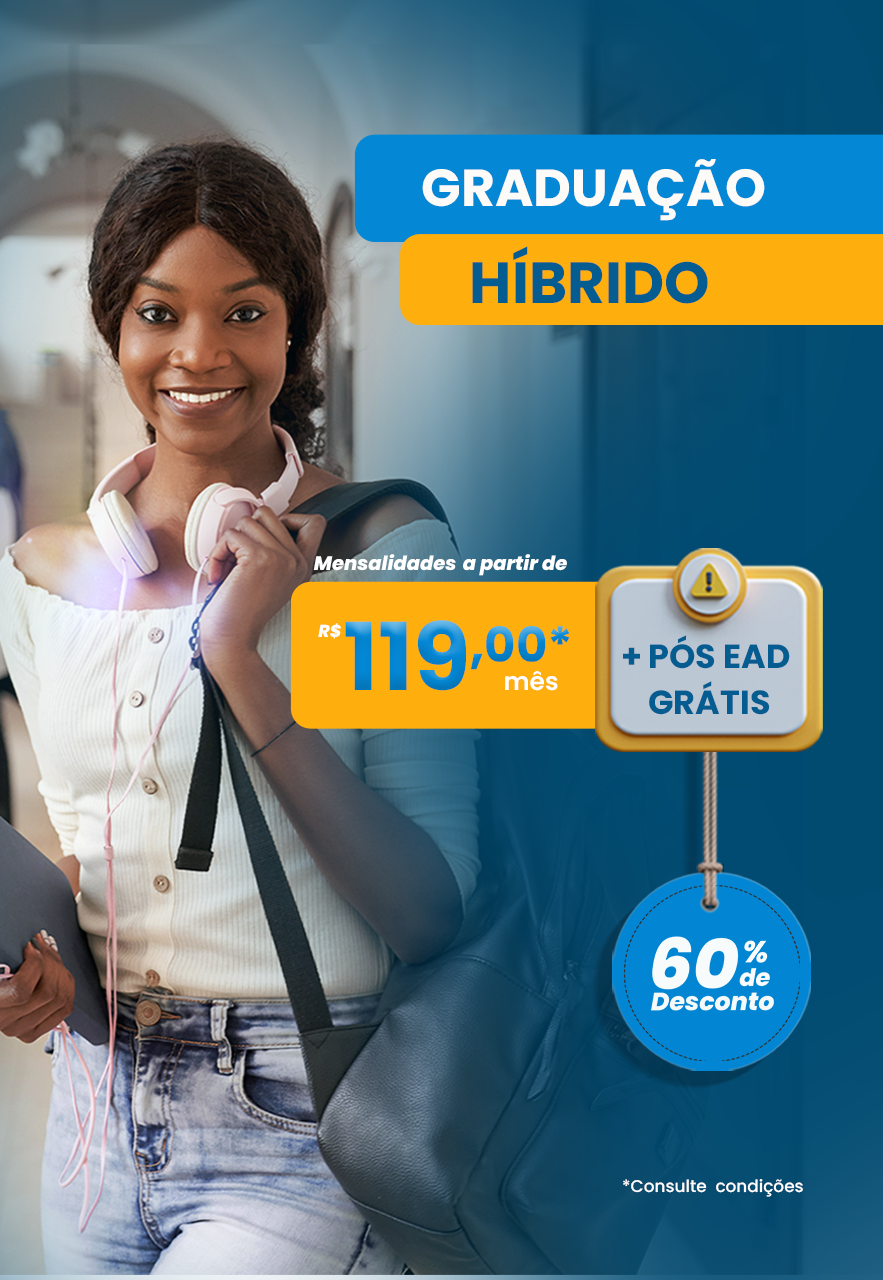 GRADUAÇÃO
HÍBRIDO
Mensalidades a partir de
R$ 119,00*
mês
+ PÓS EAD
GRÁTIS
60%
de
Desconto
*Consulte condições